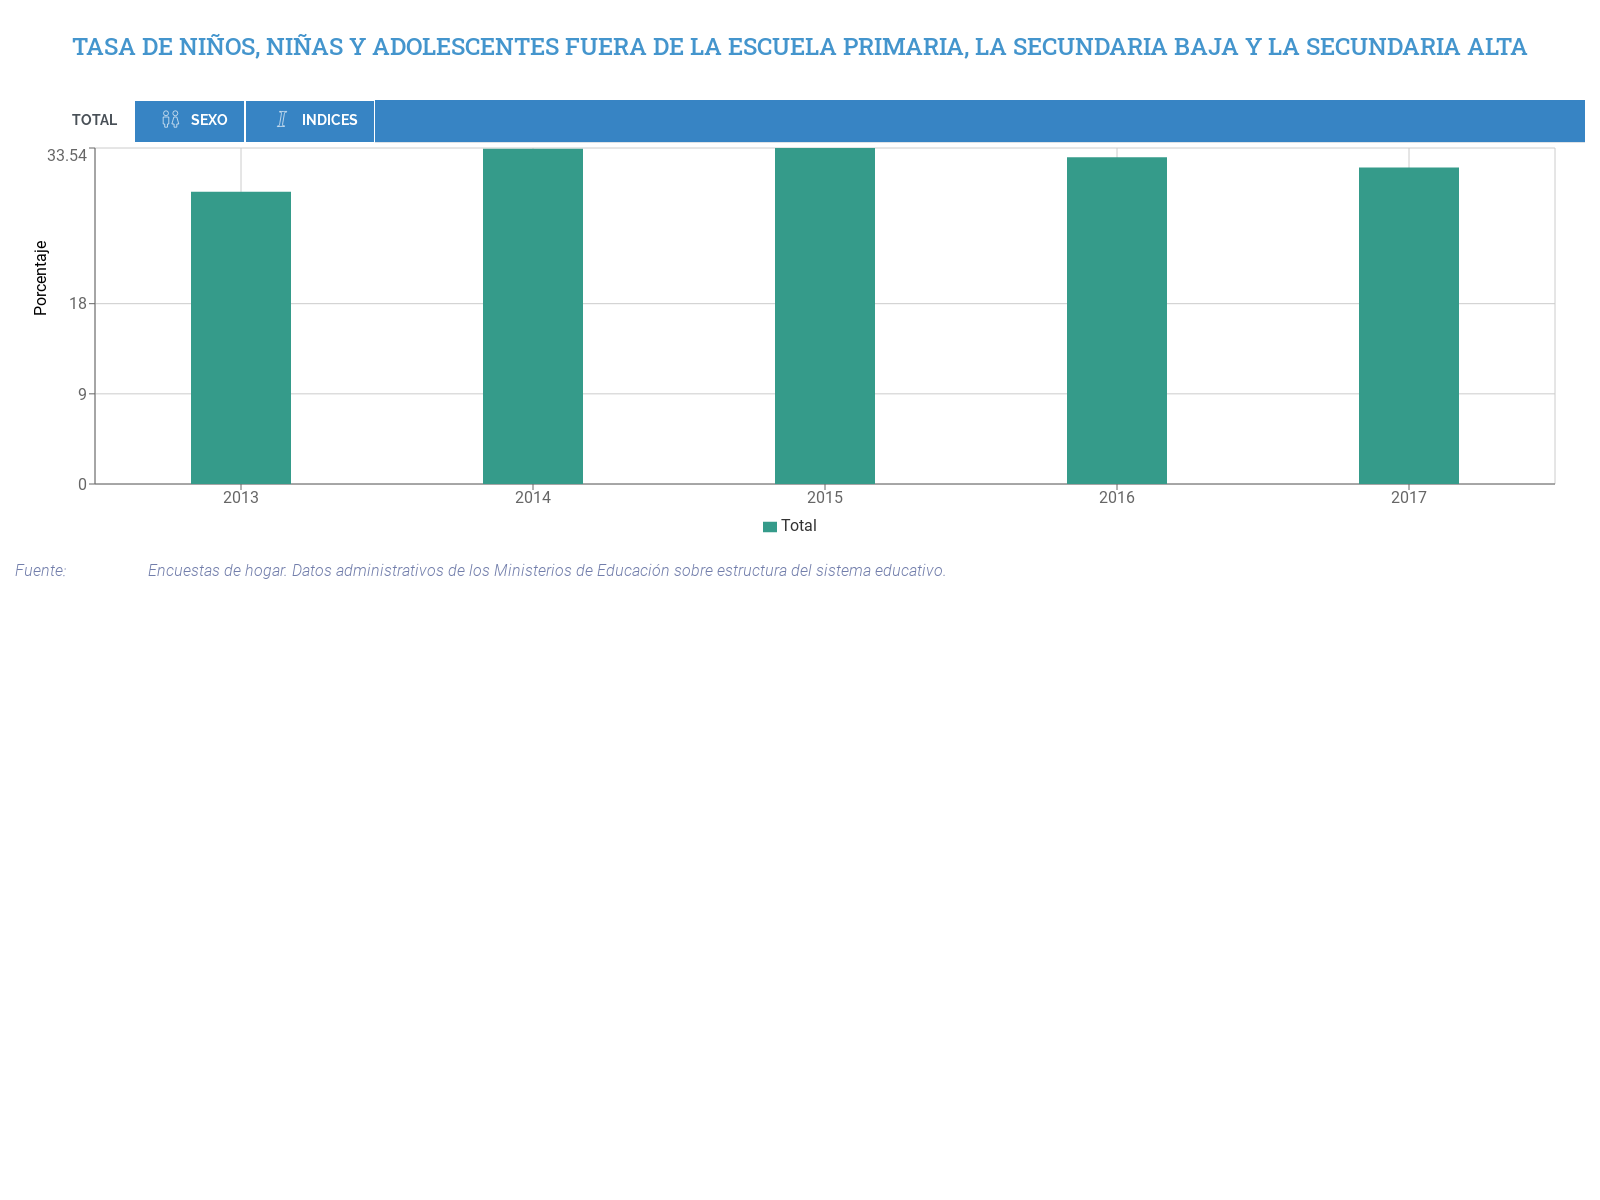 TASA DE NIÑOS, NIÑAS Y ADOLESCENTES FUERA DE LA ESCUELA PRIMARIA, LA SECUNDARIA BAJA Y LA SECUNDARIA ALTA
TOTAL SEXO INDICES
33.54
Porcentaje
18
9
0
2013 2014 2015 2016 2017
Total
Fuente: Encuestas de hogar. Datos administrativos de los Ministerios de Educación sobre estructura del sistema educativo.